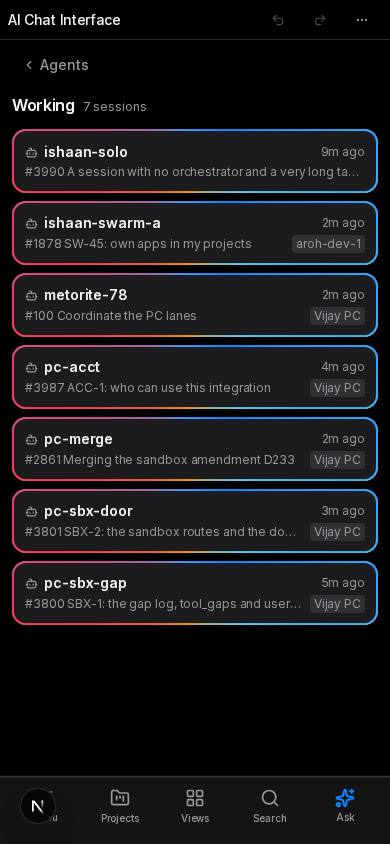 AI Chat Interface
Agents
Working 7 sessions
ishaan-solo 9m ago
#3990 A session with no orchestrator and a very long ta…
ishaan-swarm-a 2m ago
#1878 SW-45: own apps in my projects aroh-dev-1
metorite-78 2m ago
#100 Coordinate the PC lanes Vijay PC
pc-acct 4m ago
#3987 ACC-1: who can use this integration Vijay PC
pc-merge 2m ago
#2861 Merging the sandbox amendment D233 Vijay PC
pc-sbx-door 3m ago
#3801 SBX-2: the sandbox routes and the do… Vijay PC
pc-sbx-gap 5m ago
#3800 SBX-1: the gap log, tool_gaps and user… Vijay PC
N
Projects Views Search Ask